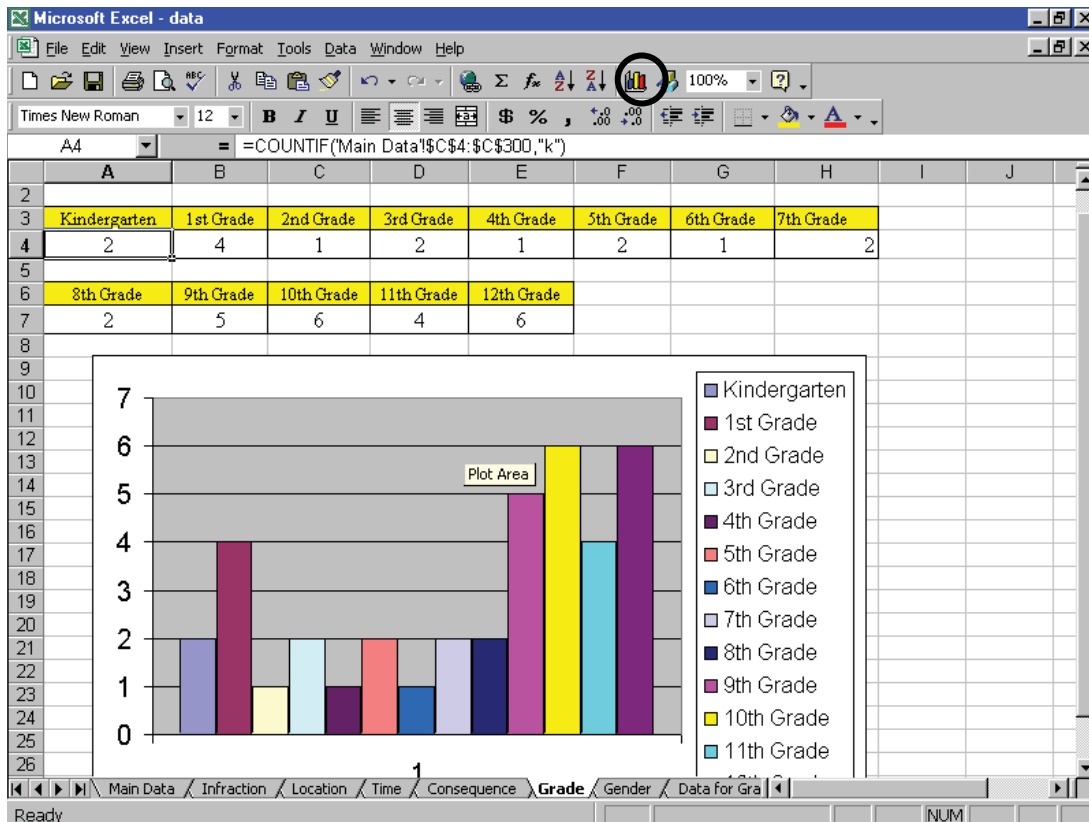 Microsoft Excel - data
File Edit View Insert Format Tools Data Window Help
ABC Σ fx A Z Z A 100% ?
Times New Roman 12 B I U $ % , .00 .0 A
A4 = =COUNTIF('Main Data'!$C$4:$C$300,"k")
A B C D E F G H I J
2
3 Kindergarten 1st Grade 2nd Grade 3rd Grade 4th Grade 5th Grade 6th Grade 7th Grade
4 2 4 1 2 1 2 1 2
5
6 8th Grade 9th Grade 10th Grade 11th Grade 12th Grade
7 2 5 6 4 6
8
9
10
11
12
13
14
15
16
17
18
19
20
21
22
23
24
25
26
7
6
5
4
3
2
1
0
Plot Area
1
Kindergarten
1st Grade
2nd Grade
3rd Grade
4th Grade
5th Grade
6th Grade
7th Grade
8th Grade
9th Grade
10th Grade
11th Grade
Main Data Infraction Location Time Consequence Grade Gender Data for Gra
Ready NUM